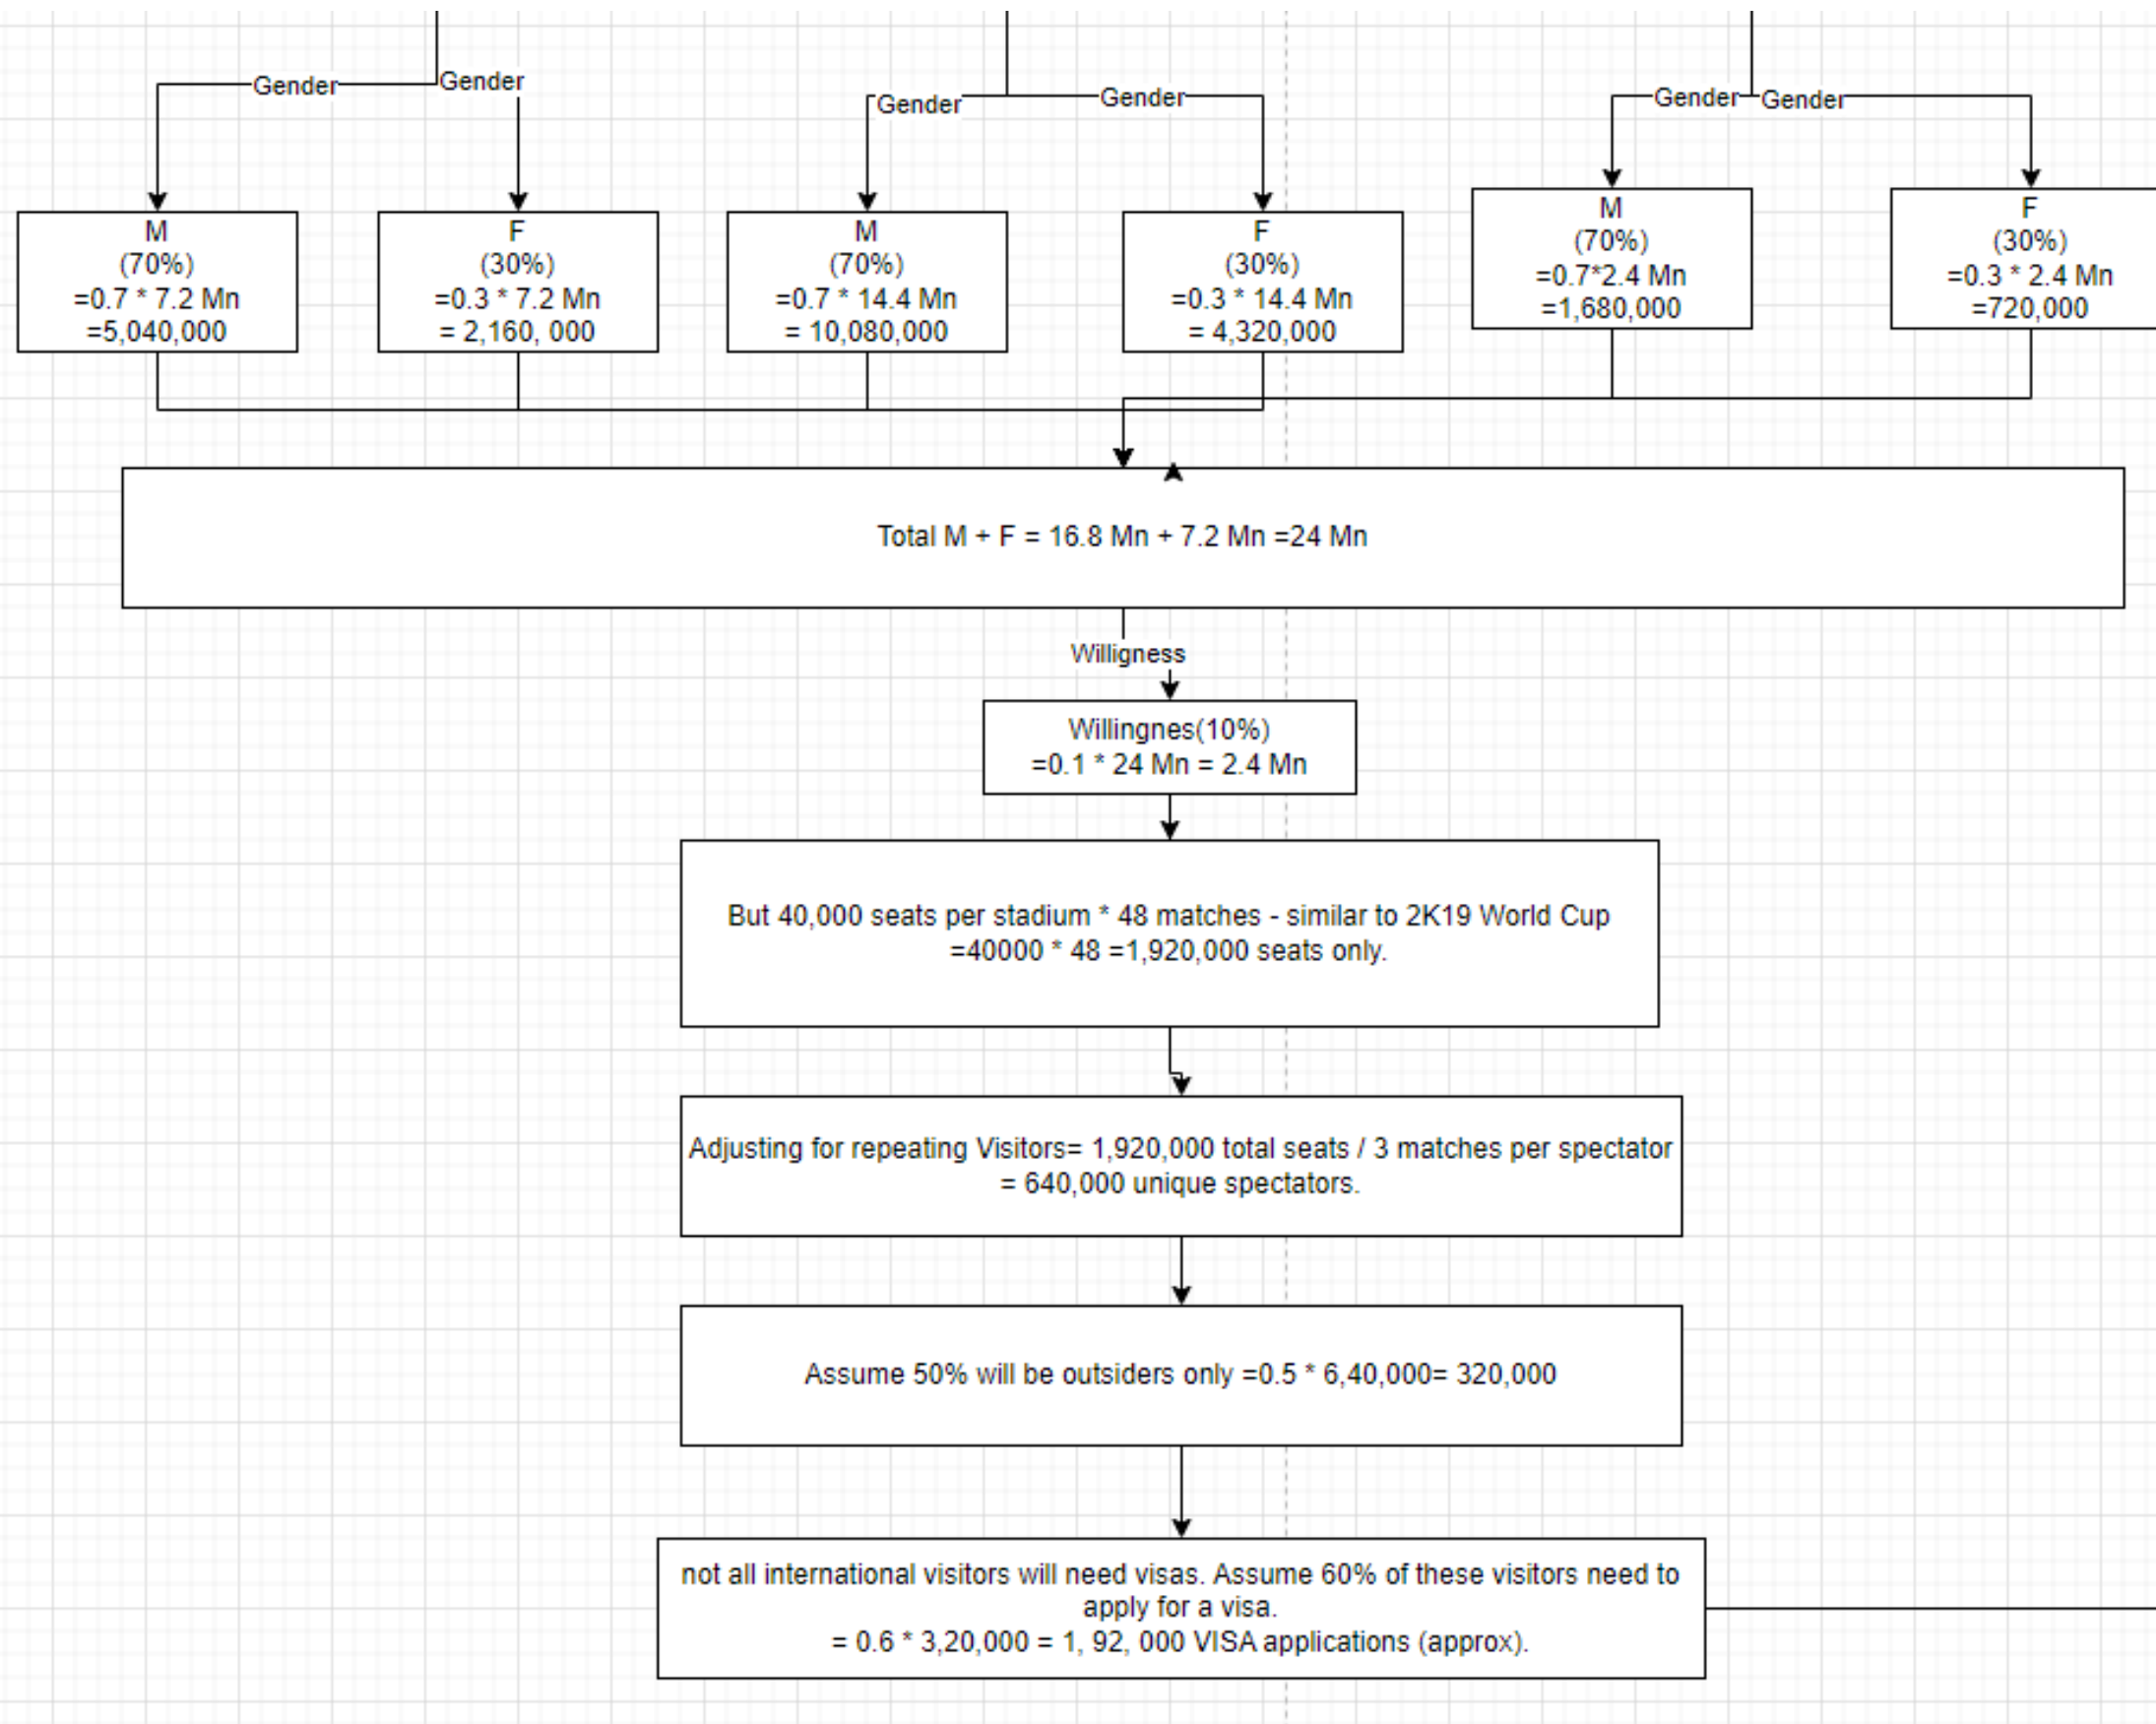 Gender
Gender
Gender
Gender
Gender
Gender
M
(70%)
=0.7 * 7.2 Mn
=5,040,000
F
(30%)
=0.3 * 7.2 Mn
= 2,160, 000
M
(70%)
=0.7 * 14.4 Mn
= 10,080,000
F
(30%)
=0.3 * 14.4 Mn
= 4,320,000
M
(70%)
=0.7*2.4 Mn
=1,680,000
F
(30%)
=0.3 * 2.4 Mn
=720,000
Total M + F = 16.8 Mn + 7.2 Mn =24 Mn
Willigness
Willingnes(10%)
=0.1 * 24 Mn = 2.4 Mn
But 40,000 seats per stadium * 48 matches - similar to 2K19 World Cup
=40000 * 48 =1,920,000 seats only.
Adjusting for repeating Visitors= 1,920,000 total seats / 3 matches per spectator
= 640,000 unique spectators.
Assume 50% will be outsiders only =0.5 * 6,40,000= 320,000
not all international visitors will need visas. Assume 60% of these visitors need to
apply for a visa.
= 0.6 * 3,20,000 = 1, 92, 000 VISA applications (approx).